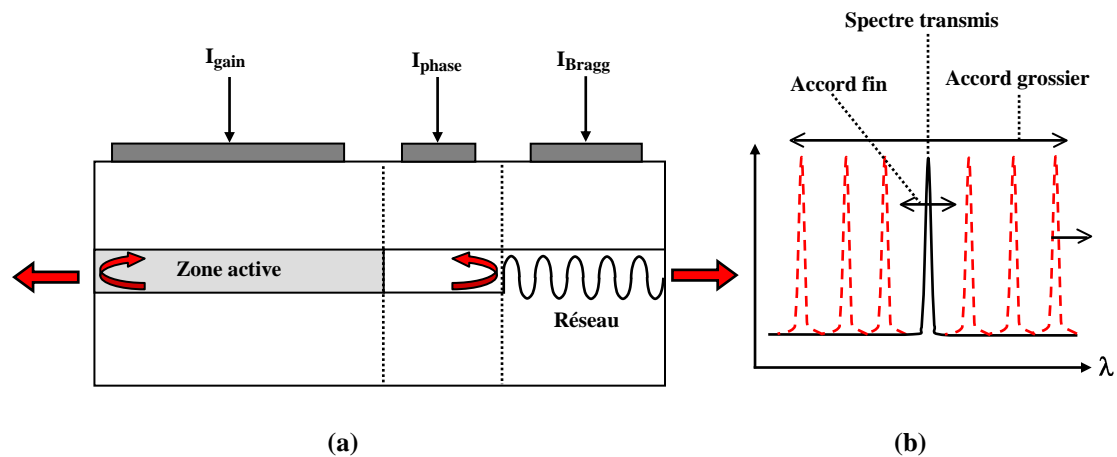 I_gain
I_phase
I_Bragg
Zone active
Réseau
(a)
Spectre transmis
Accord fin
Accord grossier
λ
(b)